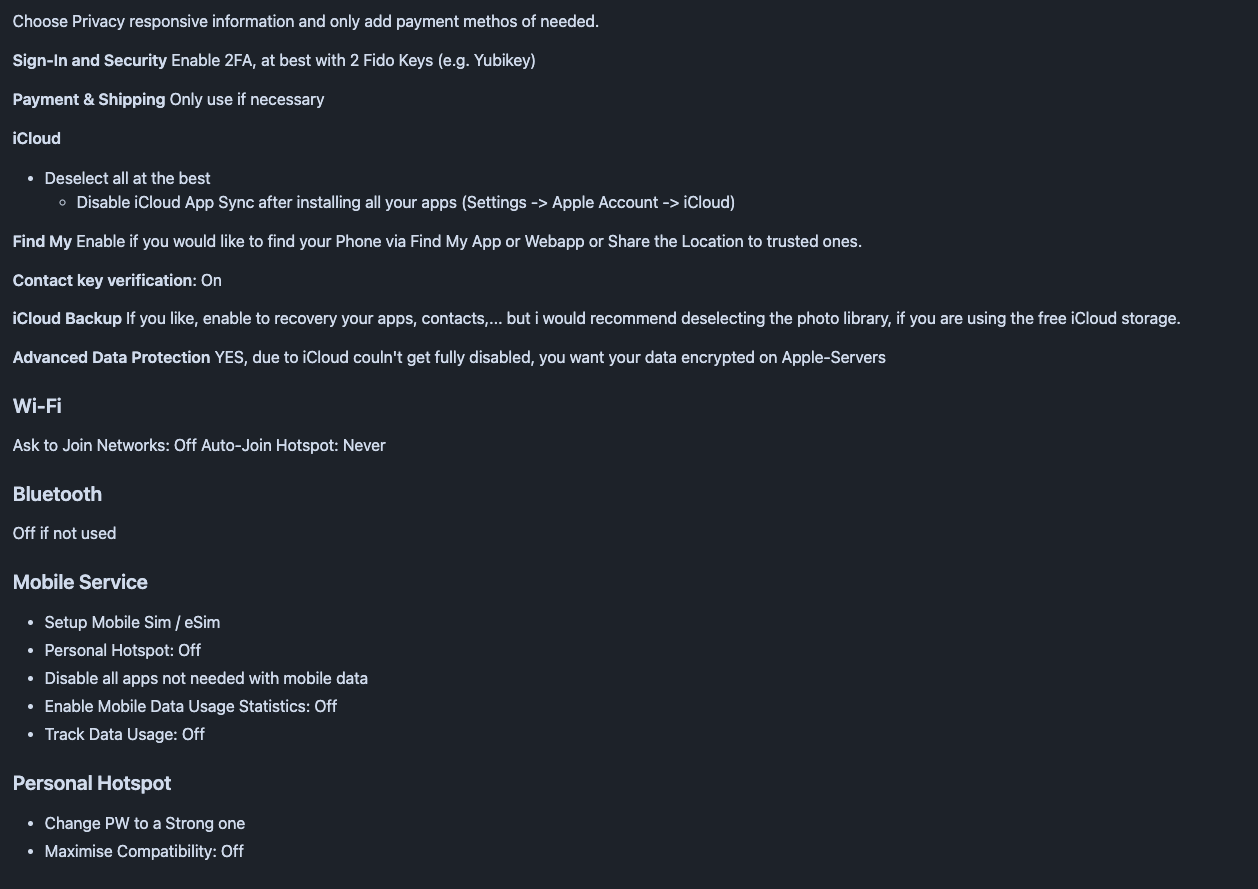 Choose Privacy responsive information and only add payment methos of needed.
Sign-In and Security Enable 2FA, at best with 2 Fido Keys (e.g. Yubikey)
Payment & Shipping Only use if necessary
iCloud
• Deselect all at the best
◦ Disable iCloud App Sync after installing all your apps (Settings -> Apple Account -> iCloud)
Find My Enable if you would like to find your Phone via Find My App or Webapp or Share the Location to trusted ones.
Contact key verification: On
iCloud Backup If you like, enable to recovery your apps, contacts,... but i would recommend deselecting the photo library, if you are using the free iCloud storage.
Advanced Data Protection YES, due to iCloud couln't get fully disabled, you want your data encrypted on Apple-Servers
Wi-Fi
Ask to Join Networks: Off Auto-Join Hotspot: Never
Bluetooth
Off if not used
Mobile Service
• Setup Mobile Sim / eSim
• Personal Hotspot: Off
• Disable all apps not needed with mobile data
• Enable Mobile Data Usage Statistics: Off
• Track Data Usage: Off
Personal Hotspot
• Change PW to a Strong one
• Maximise Compatibility: Off